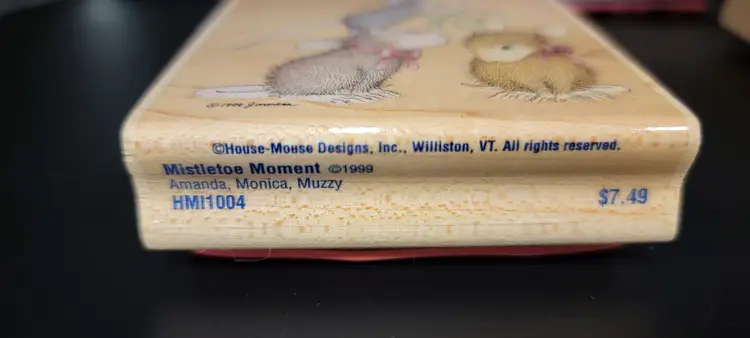 ©House-Mouse Designs, Inc., Williston, VT. All rights reserved.
Mistletoe Moment ©1999
Amanda, Monica, Muzzy
HMI1004
$7.49